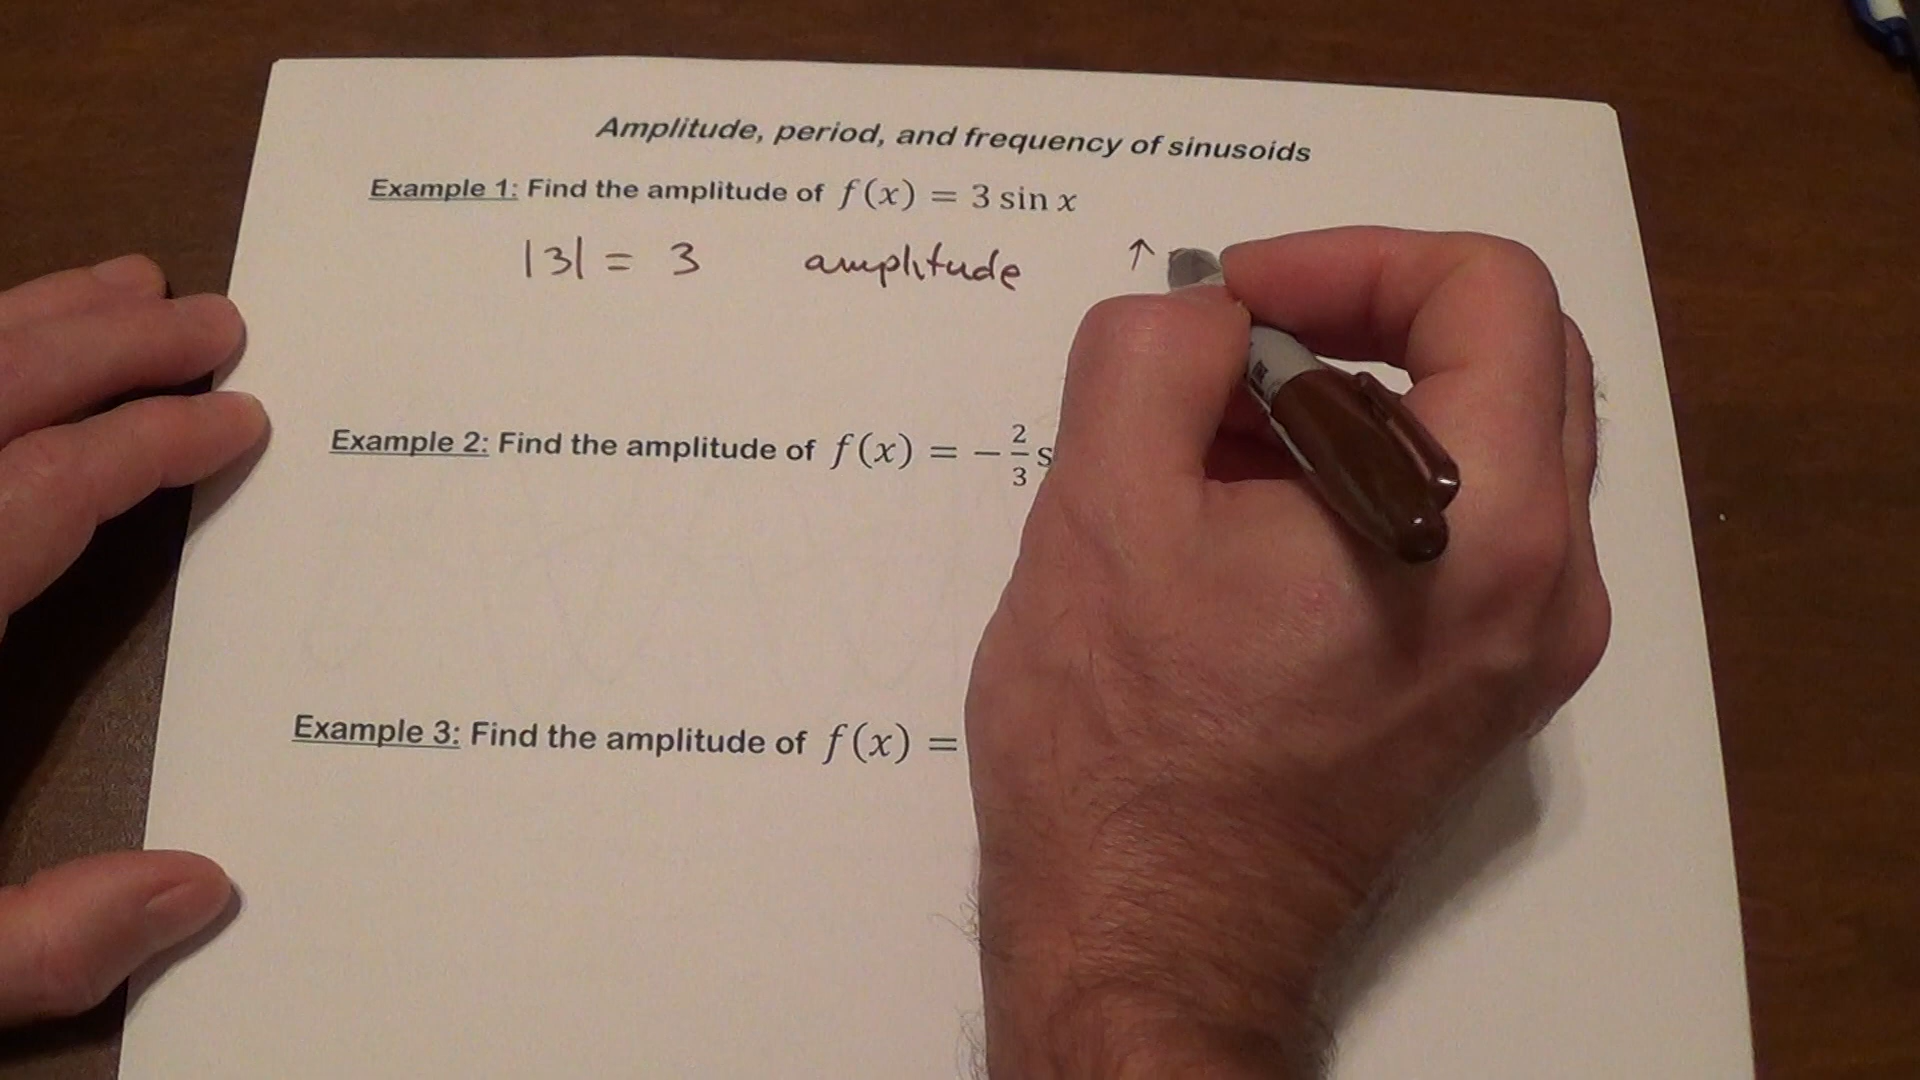 Amplitude, period, and frequency of sinusoids
Example 1: Find the amplitude of f(x) = 3 sin x
|3| = 3 amplitude ↑
Example 2: Find the amplitude of f(x) = −2/3 s
Example 3: Find the amplitude of f(x) =